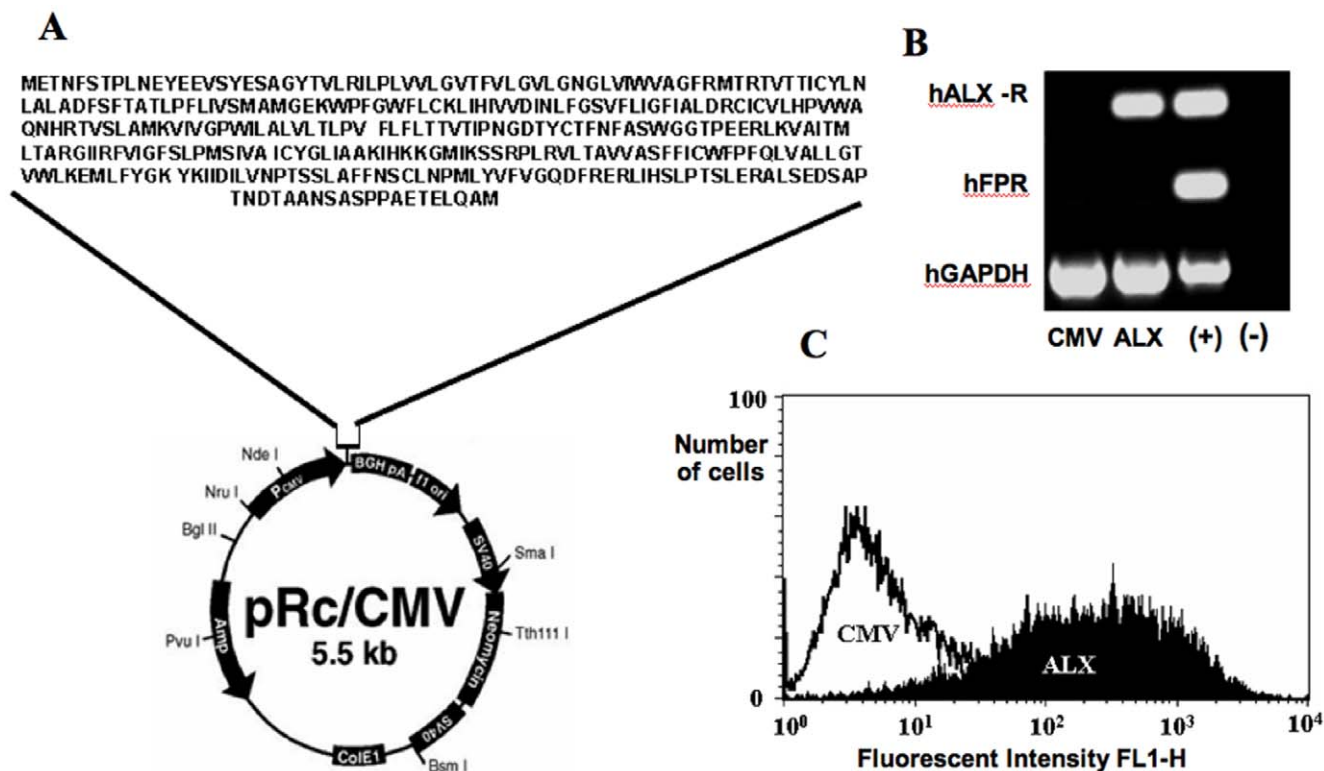 A
METNFSTPLNEYEEVSYESAGYTVLRILPLVVLGVTFVLGVLGNGLVIWVAGFRMTRTVTTICYLN
LALADFSFTATLPFLIVSMAMGEKWPFGWFLCKLIHIVVDINLFGSVFLIGFIALDRCICVLHPVWA
QNHRTVSLAMKVIVGPWILALVLTLPV FLFLTTVTIPNGDTYCTFNFASWGGTPEERLKVAITM
LTARGIIRFVIGFSLPMSIVA ICYGLIAAKIHKKGMIKSSRPLRVLTAVVASFFICWFPFQLVALLGT
VWLKEMLFYGK YKIIDILVNPTSSLAFFNSCLNPMLYVFVGQDFRERLIHSLPTSLERALSEDSAP
TNDTAANSASPPAETELQAM
B
hALX -R
hFPR
hGAPDH
CMV ALX (+) (-)
C
100
Number
of cells
0
CMV
ALX
10⁰ 10¹ 10² 10³ 10⁴
Fluorescent Intensity FL1-H
Nde I
Nru I
Bgl II
Pvu I
PCMV
BGH pA
f1 ori
SV40
Sma I
Neomycin
Tth111 I
SV40
Bsm I
ColE1
Amp
pRc/CMV
5.5 kb